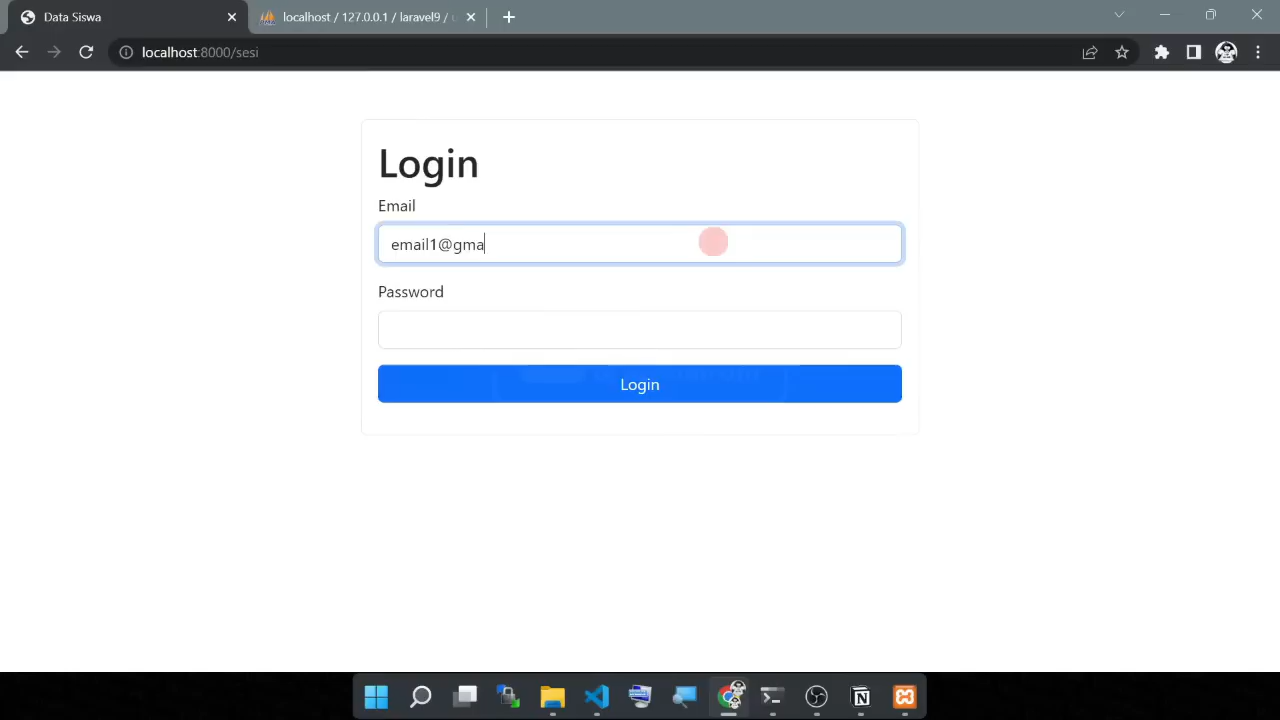 Data Siswa
localhost / 127.0.0.1 / laravel9 / u
localhost:8000/sesi
Login
Email
email1@gma
Password
Login